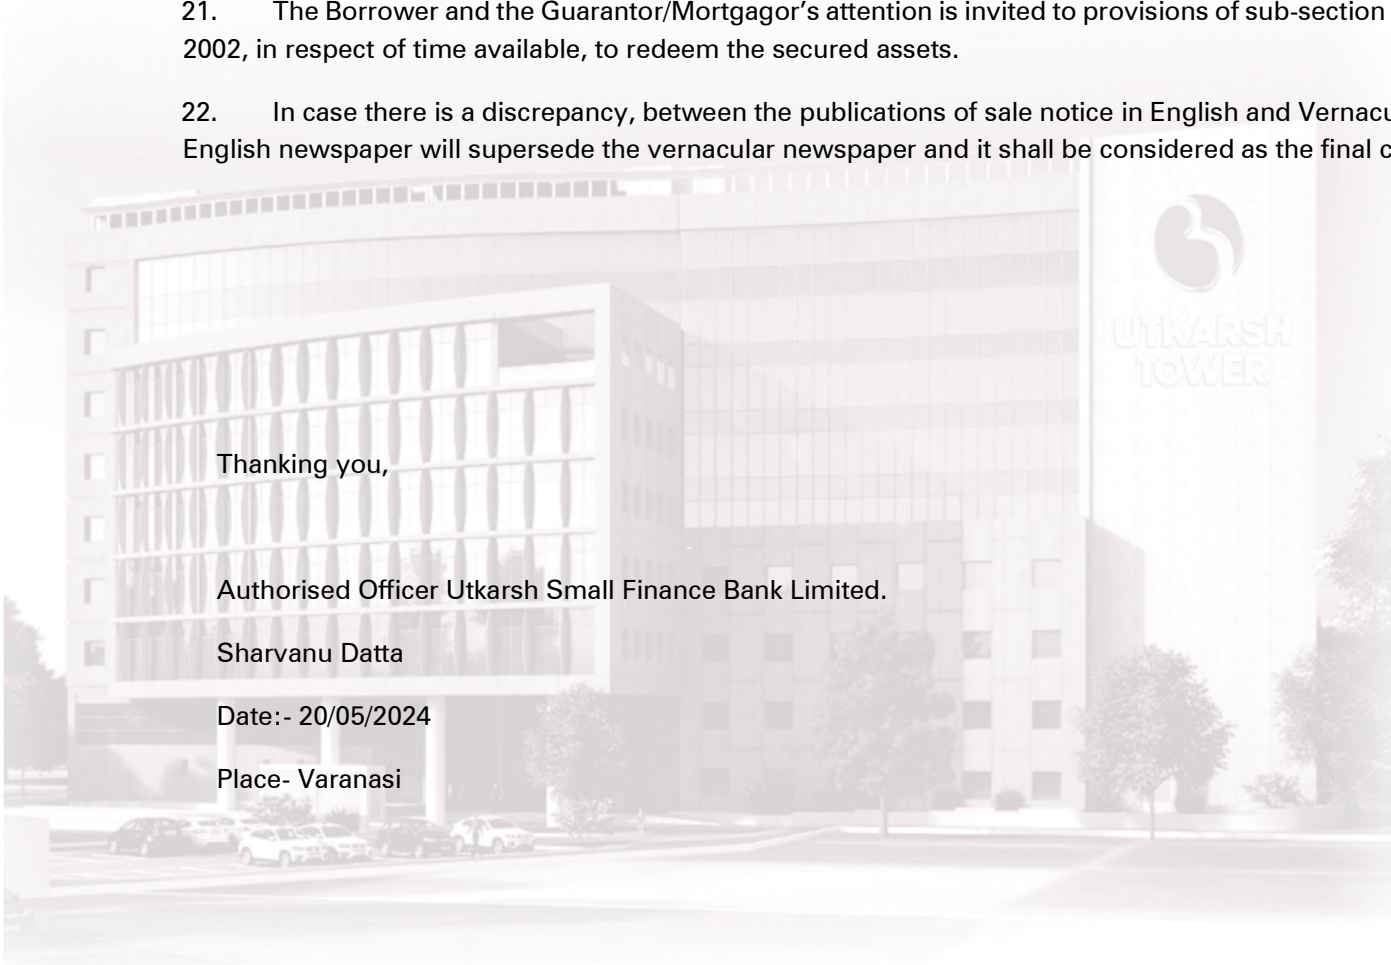 21. The Borrower and the Guarantor/Mortgagor’s attention is invited to provisions of sub-section
2002, in respect of time available, to redeem the secured assets.
22. In case there is a discrepancy, between the publications of sale notice in English and
English newspaper will supersede the vernacular newspaper and it shall be considered as the final
UTKARSH
TOWER
Thanking you,
Authorised Officer Utkarsh Small Finance Bank Limited.
Sharvanu Datta
Date:- 20/05/2024
Place- Varanasi